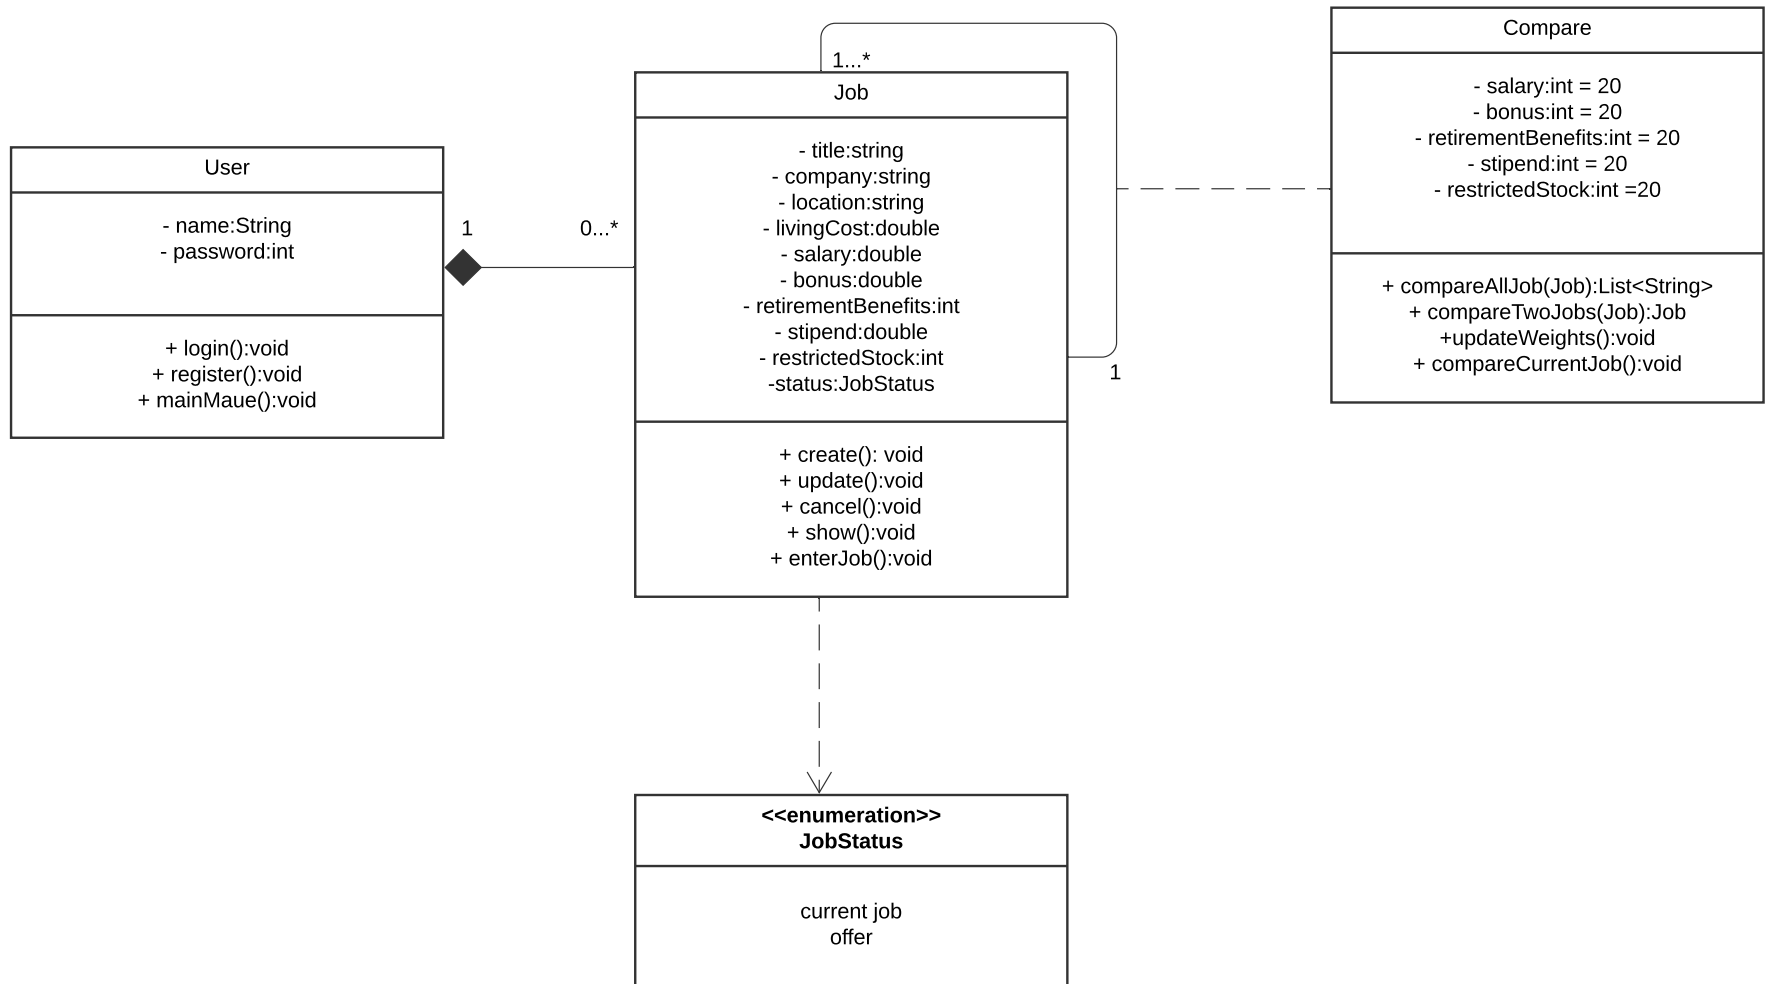 User
- name:String
- password:int
+ login():void
+ register():void
+ mainMaue():void
1
0...*
1...*
Job
- title:string
- company:string
- location:string
- livingCost:double
- salary:double
- bonus:double
- retirementBenefits:int
- stipend:double
- restrictedStock:int
-status:JobStatus
+ create(): void
+ update():void
+ cancel():void
+ show():void
+ enterJob():void
1
Compare
- salary:int = 20
- bonus:int = 20
- retirementBenefits:int = 20
- stipend:int = 20
- restrictedStock:int =20
+ compareAllJob(Job):List<String>
+ compareTwoJobs(Job):Job
+updateWeights():void
+ compareCurrentJob():void
<<enumeration>>
JobStatus
current job
offer